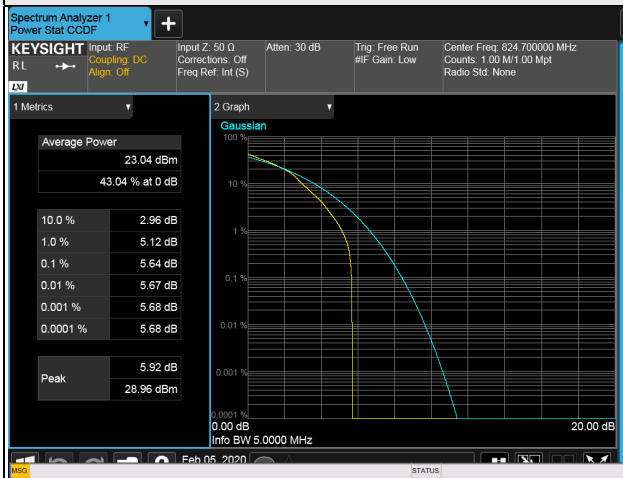 Spectrum Analyzer 1
Power Stat CCDF
KEYSIGHT
RL
LXI
Input: RF
Coupling: DC
Align: Off
Input Z: 50 Ω
Corrections: Off
Freq Ref: Int (S)
Atten: 30 dB
Trig: Free Run
#IF Gain: Low
Center Freq: 824.700000 MHz
Counts: 1.00 M/1.00 Mpt
Radio Std: None
1 Metrics
Average Power
23.04 dBm
43.04 % at 0 dB
10.0 % 2.96 dB
1.0 % 5.12 dB
0.1 % 5.64 dB
0.01 % 5.67 dB
0.001 % 5.68 dB
0.0001 % 5.68 dB
Peak
5.92 dB
28.96 dBm
2 Graph
Gaussian
100 %
10 %
1 %
0.1 %
0.01 %
0.001 %
0.0001 %
0.00 dB
20.00 dB
Info BW 5.0000 MHz
Feb 05, 2020
MSG
STATUS